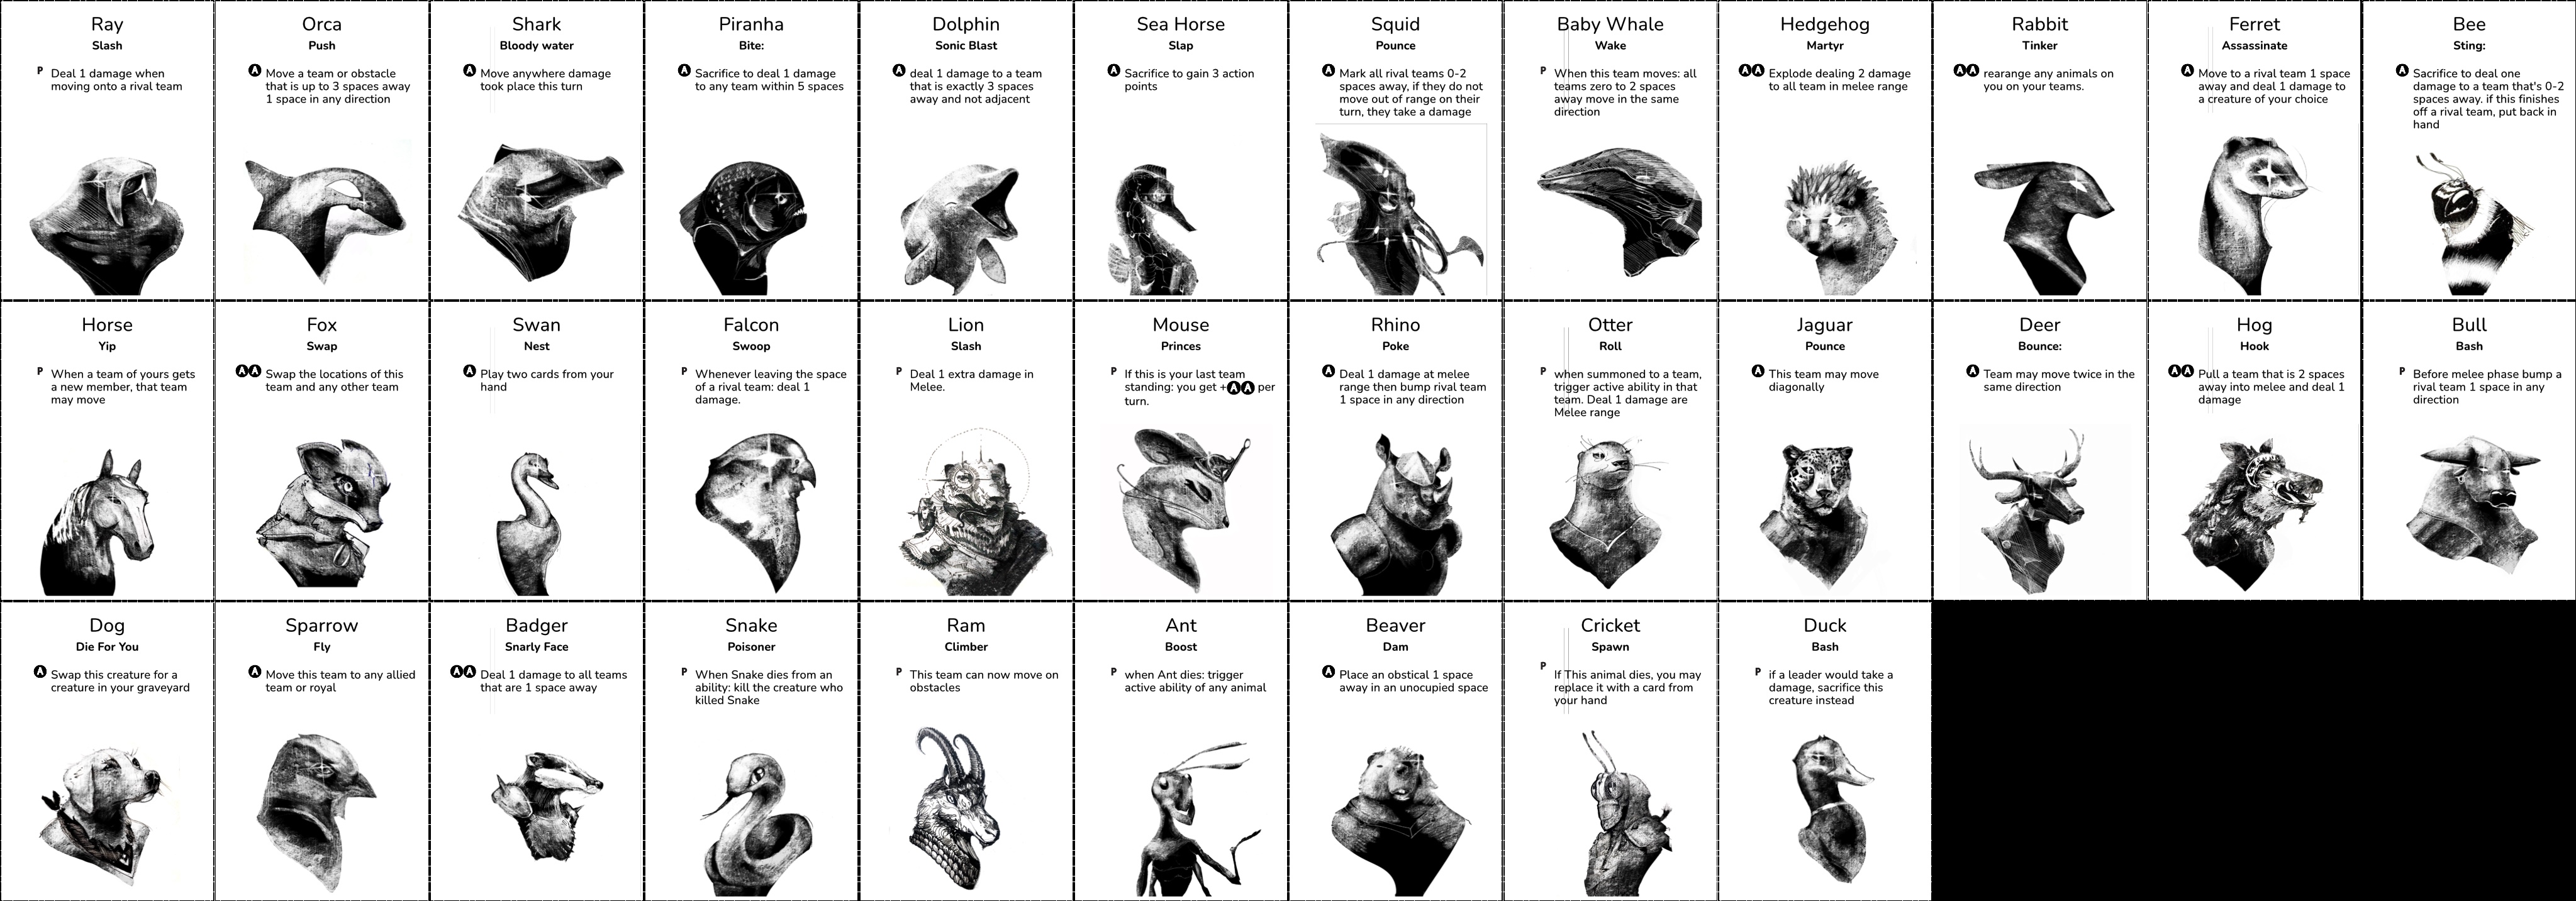 Ray
Slash
P Deal 1 damage when
moving onto a rival team
Orca
Push
A Move a team or obstacle
that is up to 3 spaces away
1 space in any direction
Shark
Bloody water
A Move anywhere damage
took place this turn
Piranha
Bite:
A Sacrifice to deal 1 damage
to any team within 5 spaces
Dolphin
Sonic Blast
A deal 1 damage to a team
that is exactly 3 spaces
away and not adjacent
Sea Horse
Slap
A Sacrifice to gain 3 action
points
Squid
Pounce
A Mark all rival teams 0-2
spaces away, if they do not
move out of range on their
turn, they take a damage
Baby Whale
Wake
P When this team moves: all
teams zero to 2 spaces
away move in the same
direction
Hedgehog
Martyr
AA Explode dealing 2 damage
to all team in melee range
Rabbit
Tinker
AA rearange any animals on
you on your teams.
Ferret
Assassinate
A Move to a rival team 1 space
away and deal 1 damage to
a creature of your choice
Bee
Sting:
A Sacrifice to deal one
damage to a team that's 0-2
spaces away. if this finishes
off a rival team, put back in
hand
Horse
Yip
P When a team of yours gets
a new member, that team
may move
Fox
Swap
AA Swap the locations of this
team and any other team
Swan
Nest
A Play two cards from your
hand
Falcon
Swoop
P Whenever leaving the space
of a rival team: deal 1
damage.
Lion
Slash
P Deal 1 extra damage in
Melee.
Mouse
Princes
P If this is your last team
standing: you get +AA per
turn.
Rhino
Poke
A Deal 1 damage at melee
range then bump rival team
1 space in any direction
Otter
Roll
P when summoned to a team,
trigger active ability in that
team. Deal 1 damage are
Melee range
Jaguar
Pounce
A This team may move
diagonally
Deer
Bounce:
A Team may move twice in the
same direction
Hog
Hook
AA Pull a team that is 2 spaces
away into melee and deal 1
damage
Bull
Bash
P Before melee phase bump a
rival team 1 space in any
direction
Dog
Die For You
A Swap this creature for a
creature in your graveyard
Sparrow
Fly
A Move this team to any allied
team or royal
Badger
Snarly Face
AA Deal 1 damage to all teams
that are 1 space away
Snake
Poisoner
P When Snake dies from an
ability: kill the creature who
killed Snake
Ram
Climber
P This team can now move on
obstacles
Ant
Boost
P when Ant dies: trigger
active ability of any animal
Beaver
Dam
A Place an obstical 1 space
away in an unocupied space
Cricket
Spawn
P If This animal dies, you may
replace it with a card from
your hand
Duck
Bash
P if a leader would take a
damage, sacrifice this
creature instead